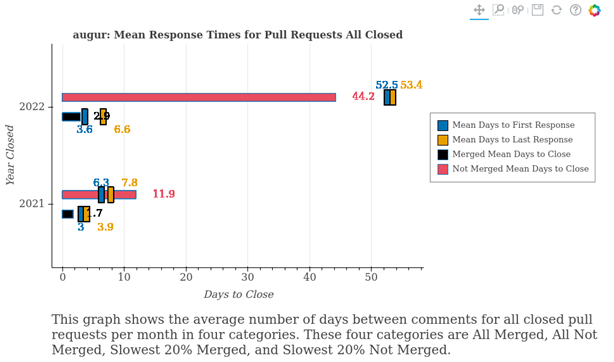 augur: Mean Response Times for Pull Requests All Closed
52.5 53.4
44.2
2022
2.9
3.6 6.6
Mean Days to First Response
Mean Days to Last Response
Merged Mean Days to Close
Not Merged Mean Days to Close
Year Closed
6.3 7.8
11.9
2021
1.7
3 3.9
0 10 20 30 40 50
Days to Close
This graph shows the average number of days between comments for all closed pull
requests per month in four categories. These four categories are All Merged, All Not
Merged, Slowest 20% Merged, and Slowest 20% Not Merged.